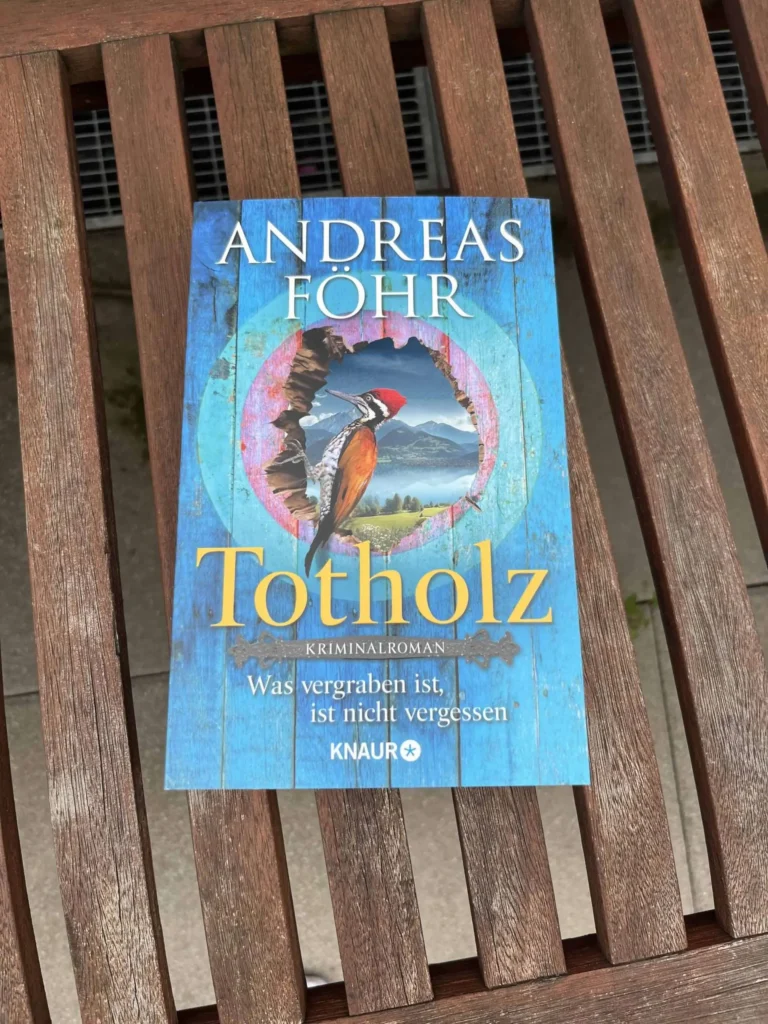 ANDREAS
FÖHR
Totholz
KRIMINALROMAN
Was vergraben ist,
ist nicht vergessen
KNAUR